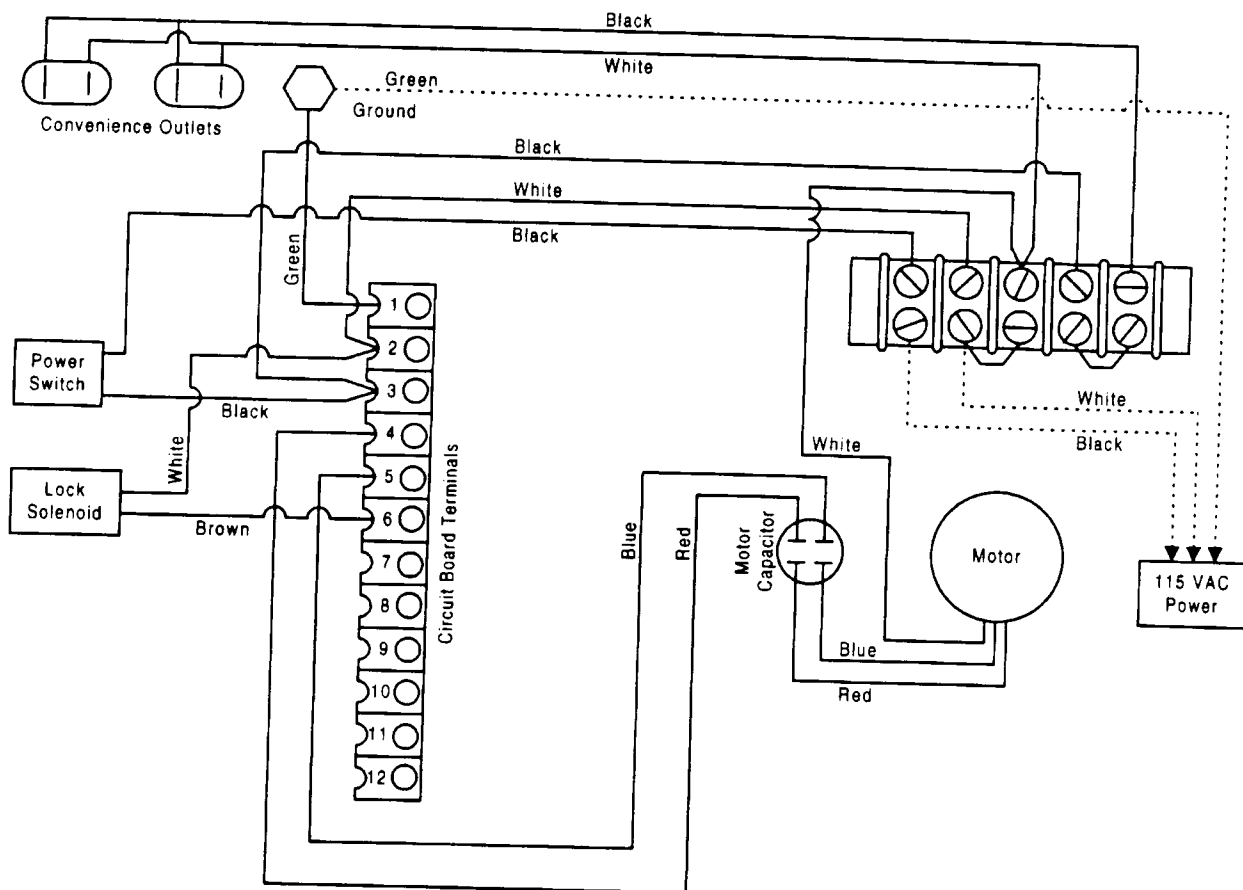 Black
White
Green
Ground
Convenience Outlets
Black
White
Black
Green
1
2
3
4
5
6
7
8
9
10
11
12
Circuit Board Terminals
Power
Switch
Black
White
Lock
Solenoid
Brown
White
Black
White
Blue
Red
Motor
Capacitor
Motor
115 VAC
Power
Blue
Red